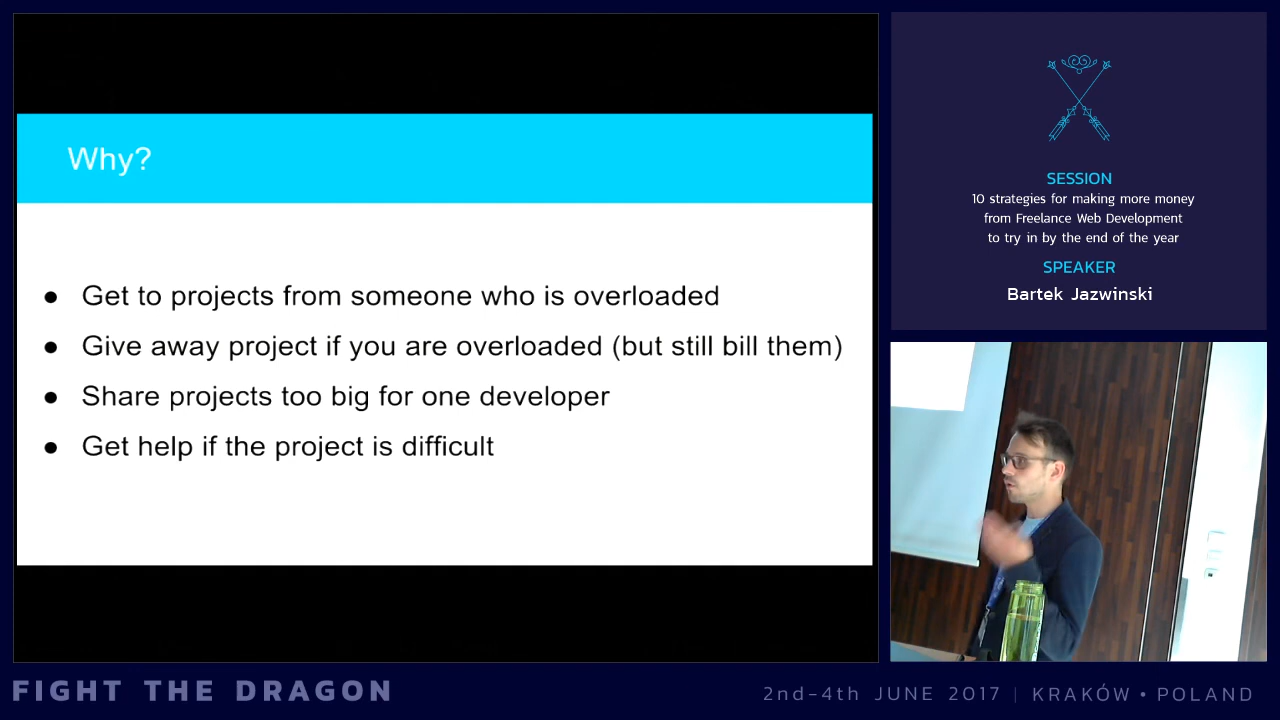 Why?
● Get to projects from someone who is overloaded
● Give away project if you are overloaded (but still bill them)
● Share projects too big for one developer
● Get help if the project is difficult
SESSION
10 strategies for making more money
from Freelance Web Development
to try in by the end of the year
SPEAKER
Bartek Jazwinski
FIGHT THE DRAGON
2nd-4th JUNE 2017 | KRAKÓW • POLAND